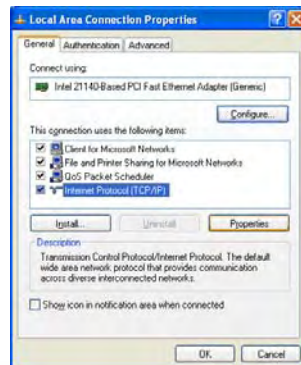 Local Area Connection Properties
General Authentication Advanced
Connect using:
Intel 21140-Based PCI Fast Ethernet Adapter (Generic)
Configure...
This connection uses the following items:
Client for Microsoft Networks
File and Printer Sharing for Microsoft Networks
QoS Packet Scheduler
Internet Protocol (TCP/IP)
Install... Uninstall Properties
Description
Transmission Control Protocol/Internet Protocol. The default
wide area network protocol that provides communication
across diverse interconnected networks.
Show icon in notification area when connected
OK Cancel